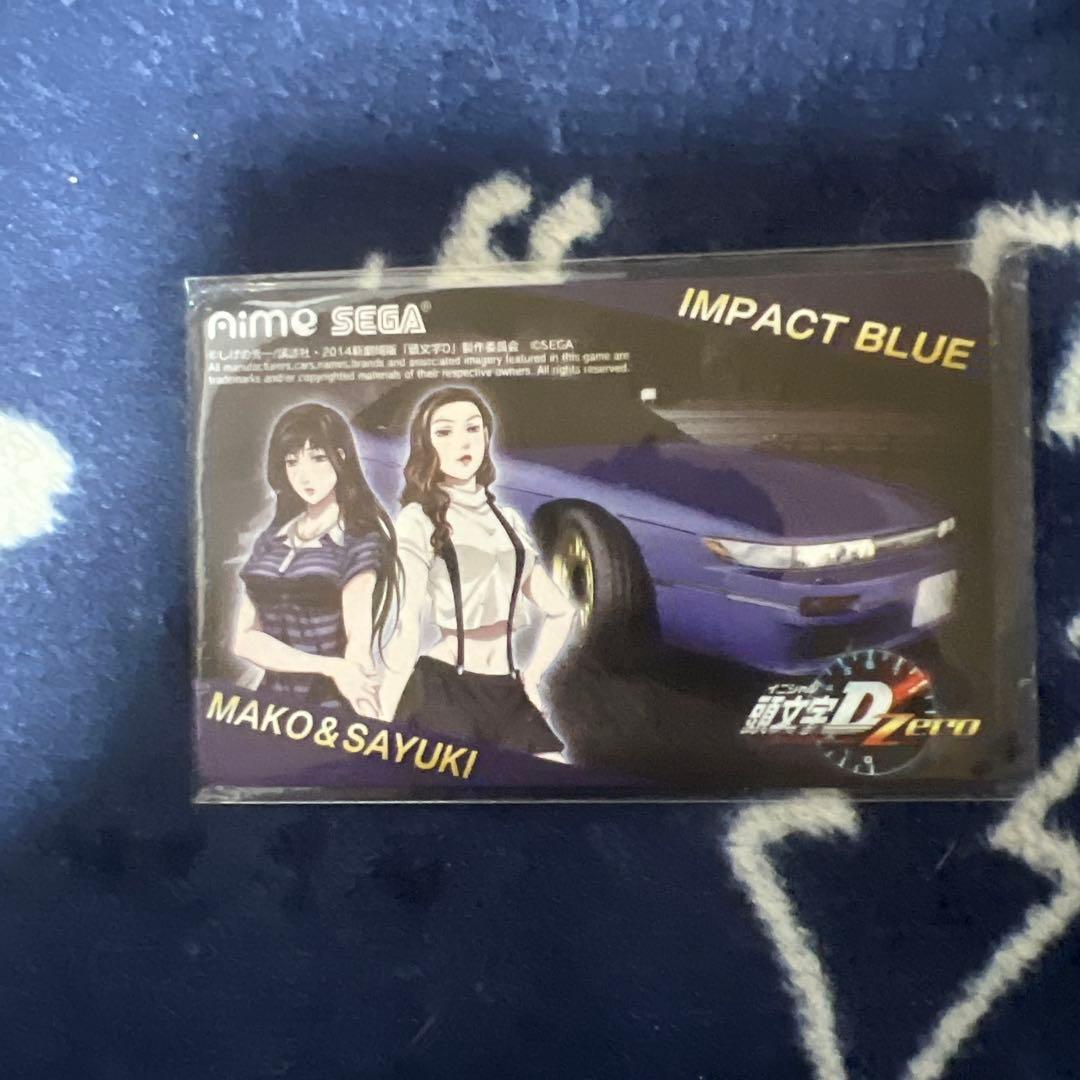 Aime SEGA®
IMPACT BLUE
©しげの秀一/講談社・2014新劇場版「頭文字D」製作委員会 ©SEGA
All manufacturers,cars,names,brands and associated imagery featured in this game are
trademarks and/or copyrighted materials of their respective owners. All rights reserved.
MAKO&SAYUKI
イニシャル
頭文字D Zero